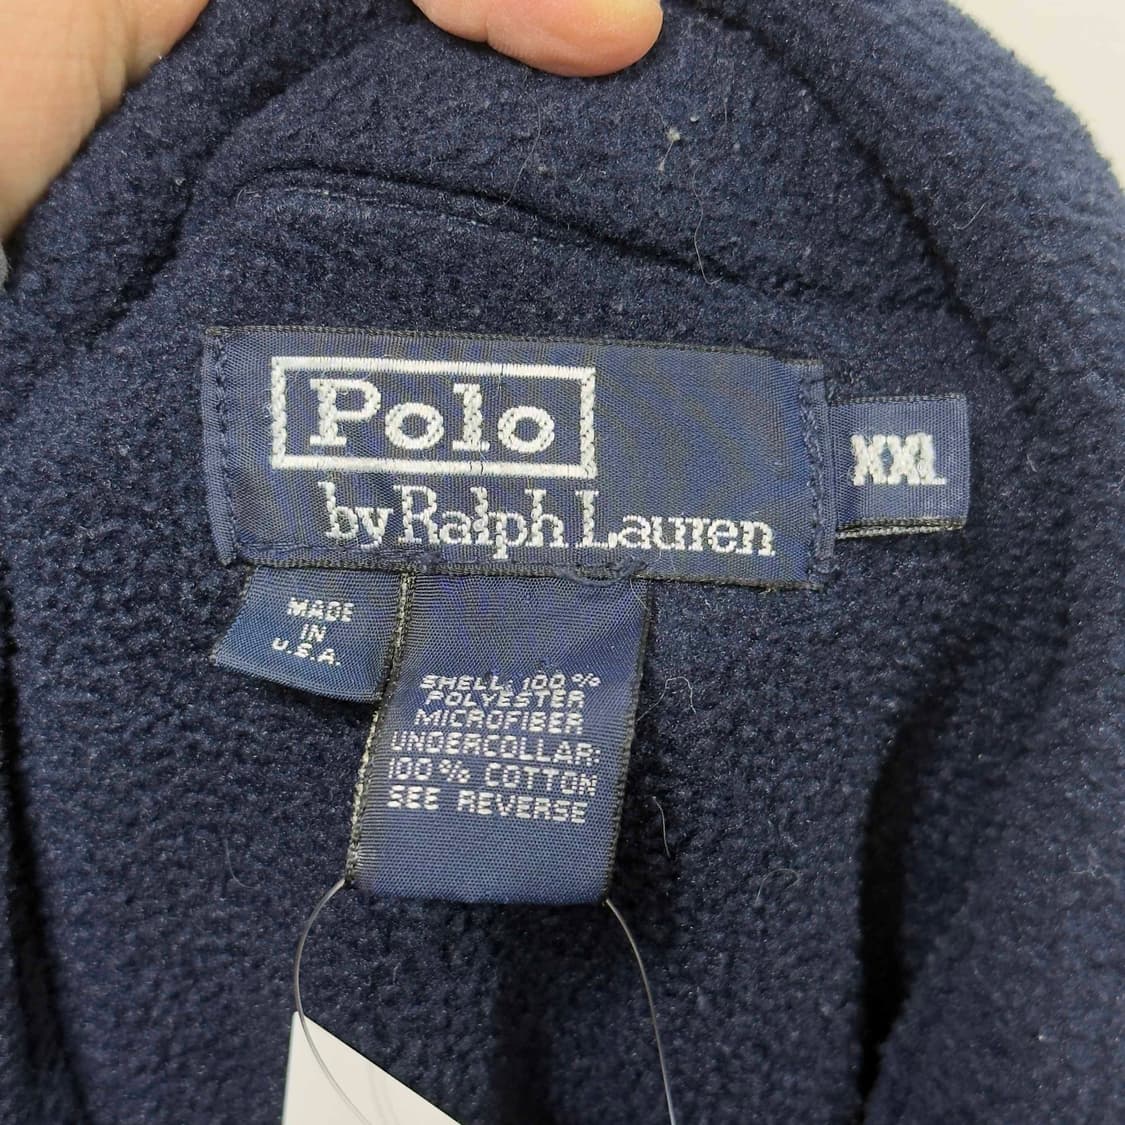 Polo
by Ralph Lauren
XXL
MADE
IN
U.S.A.
SHELL: 100%
POLYESTER
MICROFIBER
UNDERCOLLAR:
100% COTTON
SEE REVERSE